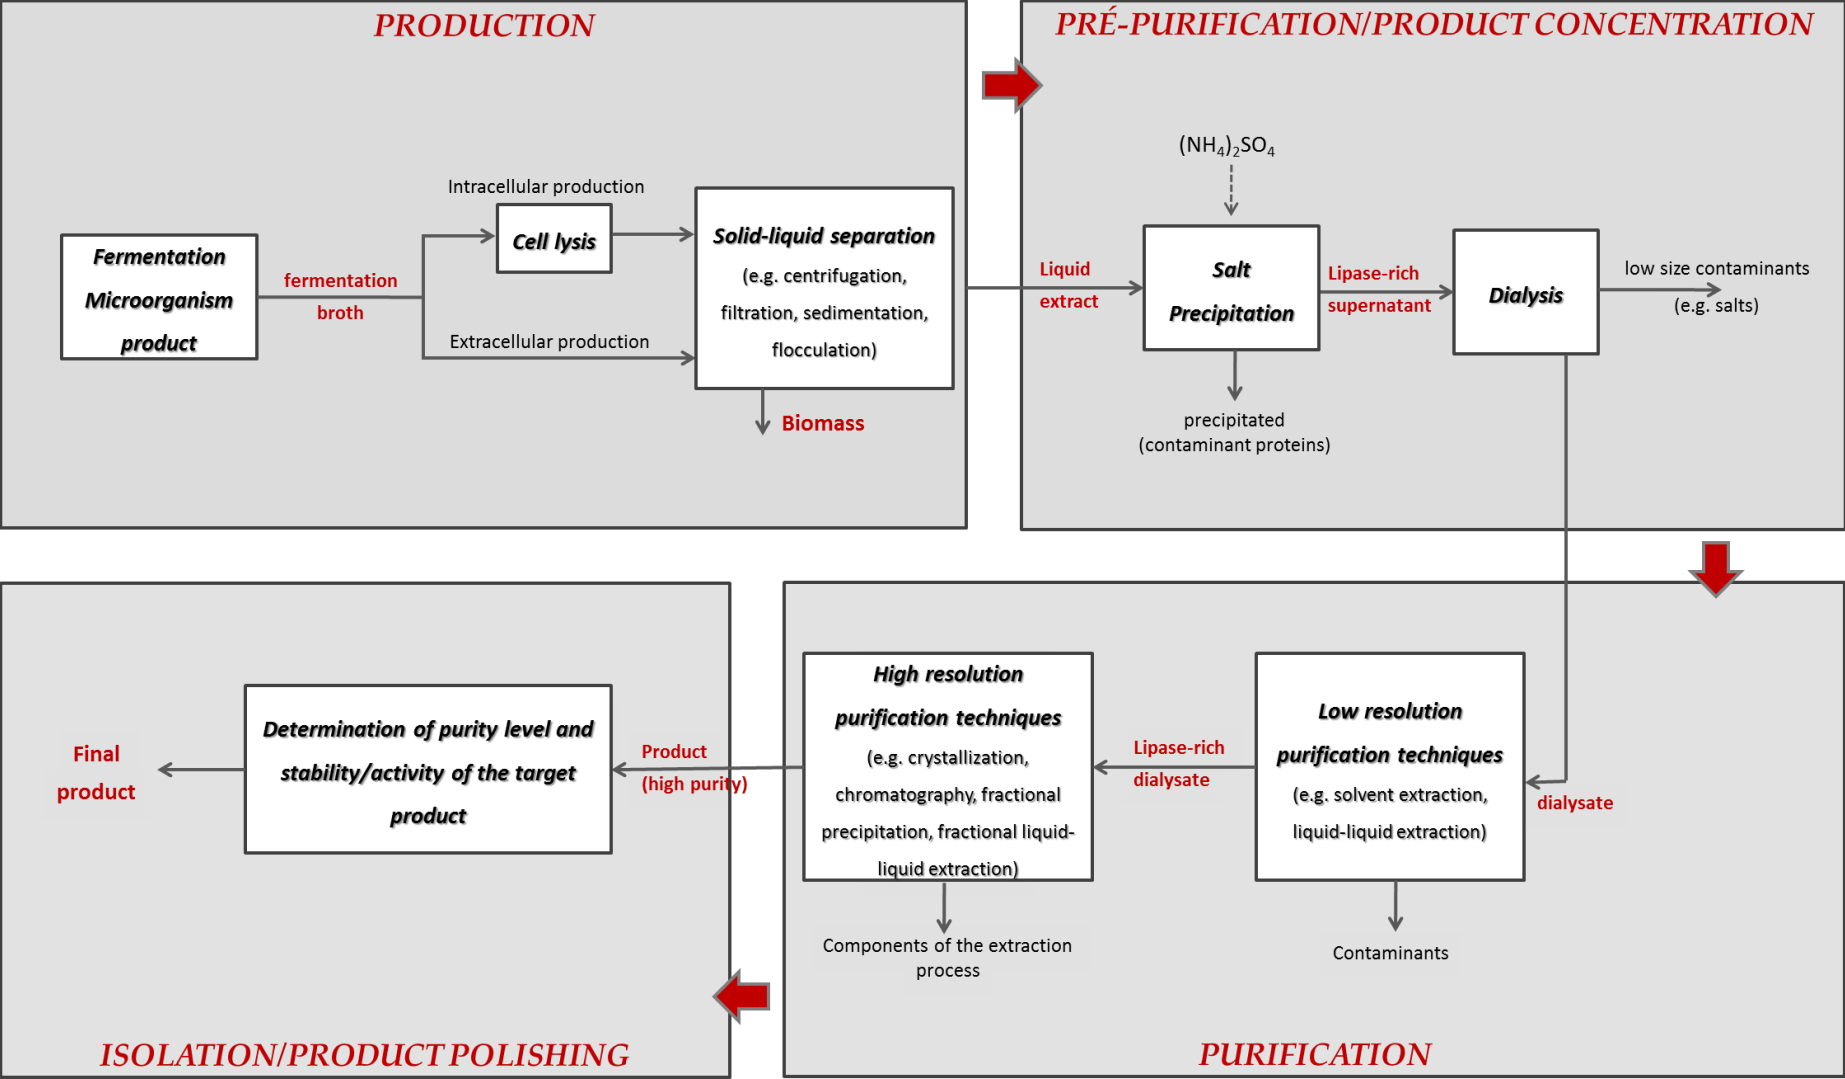 PRODUCTION
Fermentation
Microorganism
product
fermentation
broth
Intracellular production
Cell lysis
Extracellular production
Solid-liquid separation
(e.g. centrifugation,
filtration, sedimentation,
flocculation)
Biomass
PRÉ-PURIFICATION/PRODUCT CONCENTRATION
Liquid
extract
(NH4)2SO4
Salt
Precipitation
precipitated
(contaminant proteins)
Lipase-rich
supernatant
Dialysis
low size contaminants
(e.g. salts)
dialysate
Low resolution
purification techniques
(e.g. solvent extraction,
liquid-liquid extraction)
Contaminants
Lipase-rich
dialysate
High resolution
purification techniques
(e.g. crystallization,
chromatography, fractional
precipitation, fractional liquid-
liquid extraction)
Components of the extraction
process
PURIFICATION
Product
(high purity)
Determination of purity level and
stability/activity of the target
product
Final
product
ISOLATION/PRODUCT POLISHING